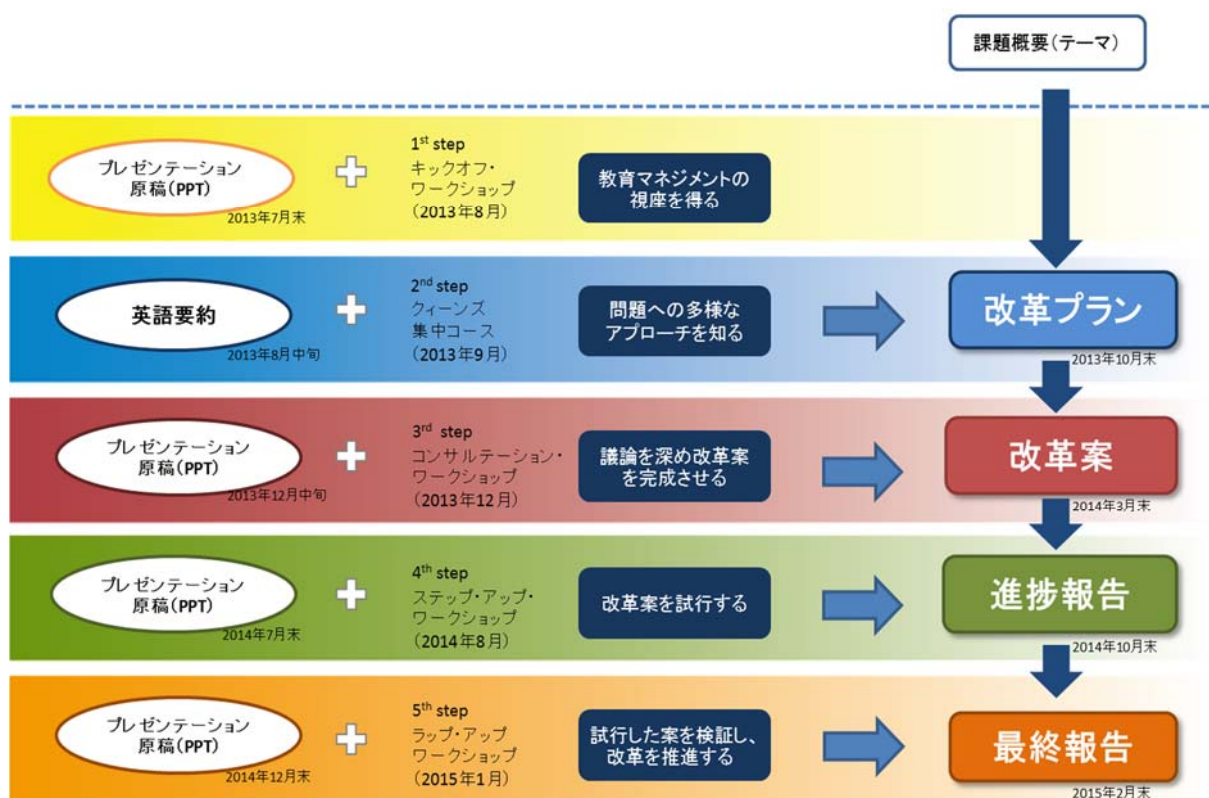 課題概要(テーマ)
プレゼンテーション
原稿(PPT)
2013年7月末
1st step
キックオフ・
ワークショップ
(2013年8月)
教育マネジメントの
視座を得る
英語要約
2013年8月中旬
2nd step
クィーンズ
集中コース
(2013年9月)
問題への多様な
アプローチを知る
改革プラン
2013年10月末
プレゼンテーション
原稿(PPT)
2013年12月中旬
3rd step
コンサルテーション・
ワークショップ
(2013年12月)
議論を深め改革案
を完成させる
改革案
2014年3月末
プレゼンテーション
原稿(PPT)
2014年7月末
4th step
ステップ・アップ・
ワークショップ
(2014年8月)
改革案を試行する
進捗報告
2014年10月末
プレゼンテーション
原稿(PPT)
2014年12月末
5th step
ラップ・アップ
ワークショップ
(2015年1月)
試行した案を検証し、
改革を推進する
最終報告
2015年2月末